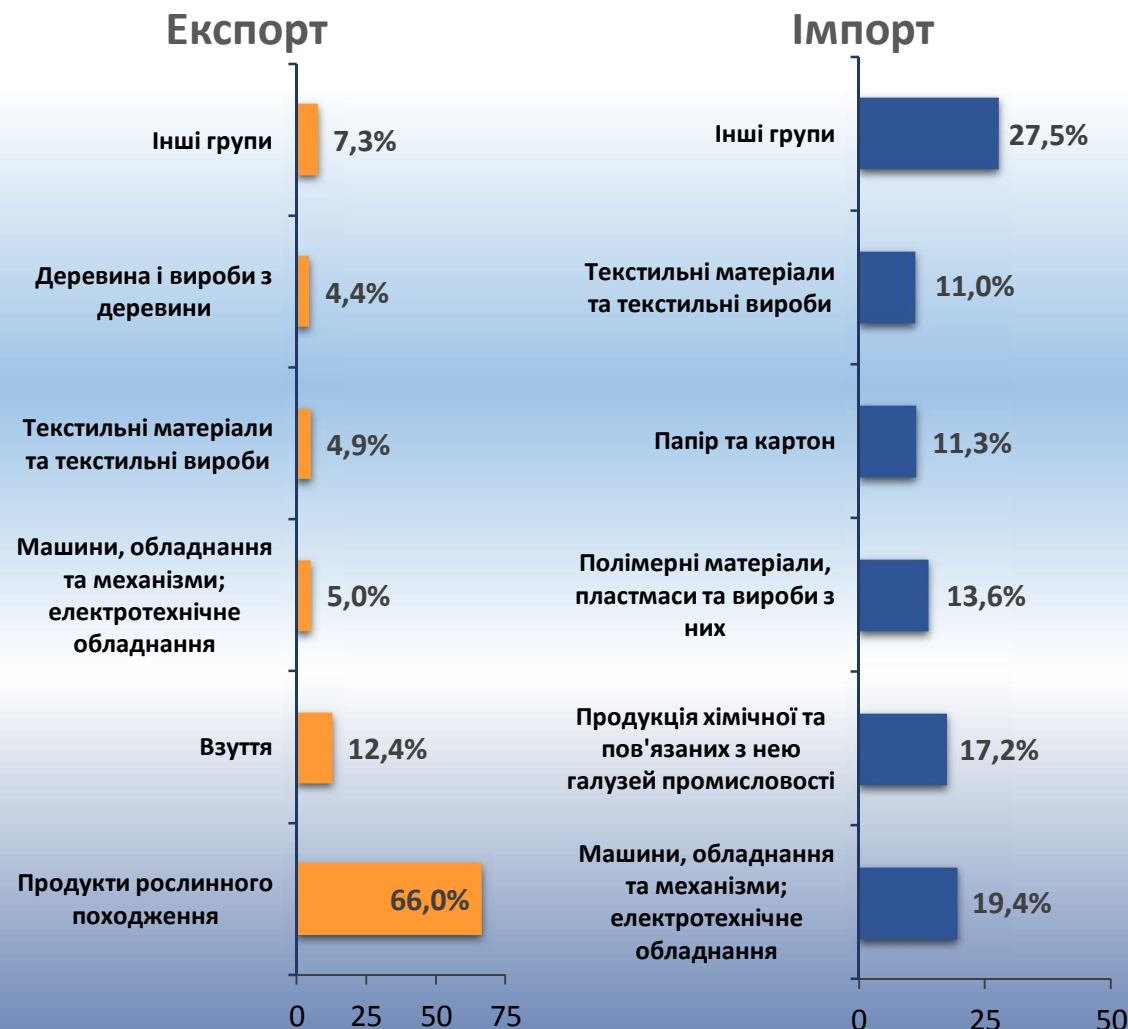 Експорт
Інші групи
7,3%
Деревина і вироби з
деревини
4,4%
Текстильні матеріали
та текстильні вироби
4,9%
Машини, обладнання
та механізми;
електротехнічне
обладнання
5,0%
Взуття
12,4%
Продукти рослинного
походження
66,0%
0 25 50 75
Імпорт
Інші групи
27,5%
Текстильні матеріали
та текстильні вироби
11,0%
Папір та картон
11,3%
Полімерні матеріали,
пластмаси та вироби з
них
13,6%
Продукція хімічної та
пов'язаних з нею
галузей промисловості
17,2%
Машини, обладнання
та механізми;
електротехнічне
обладнання
19,4%
0 25 50